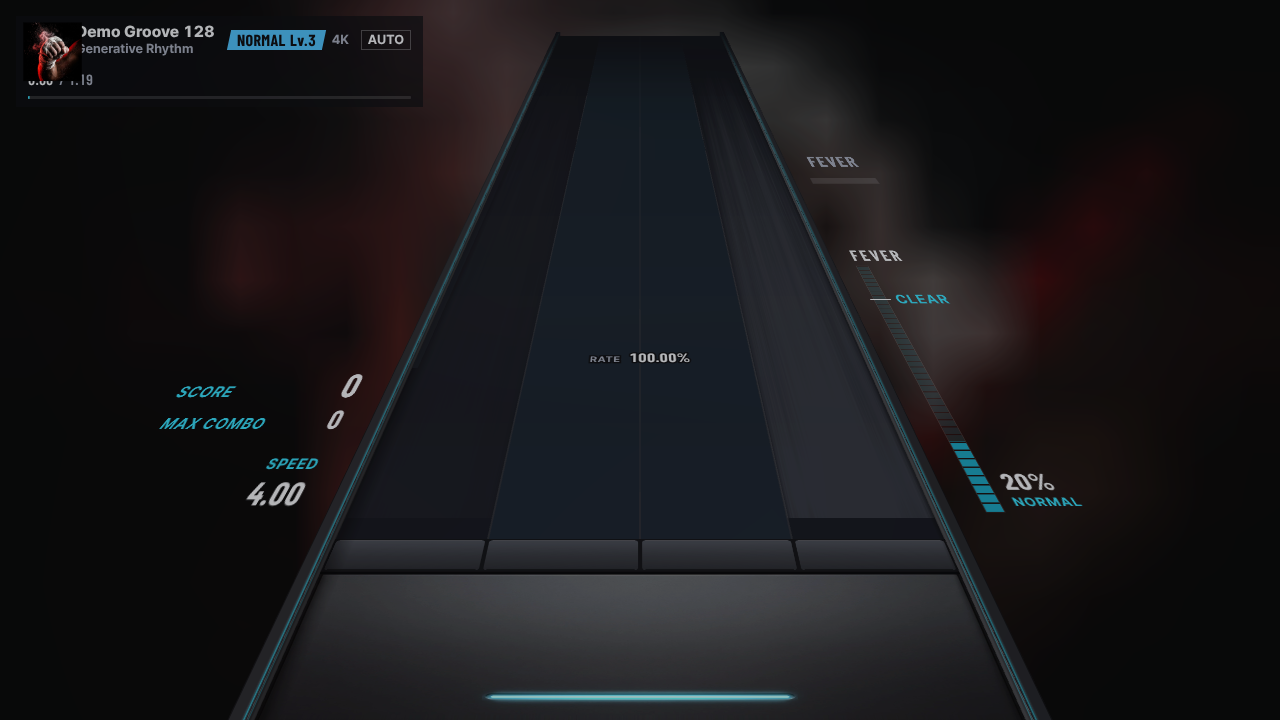 Demo Groove 128
Generative Rhythm
NORMAL Lv.3 4K AUTO
FEVER
FEVER
CLEAR
RATE 100.00%
SCORE 0
MAX COMBO 0
SPEED
4.00
20%
NORMAL